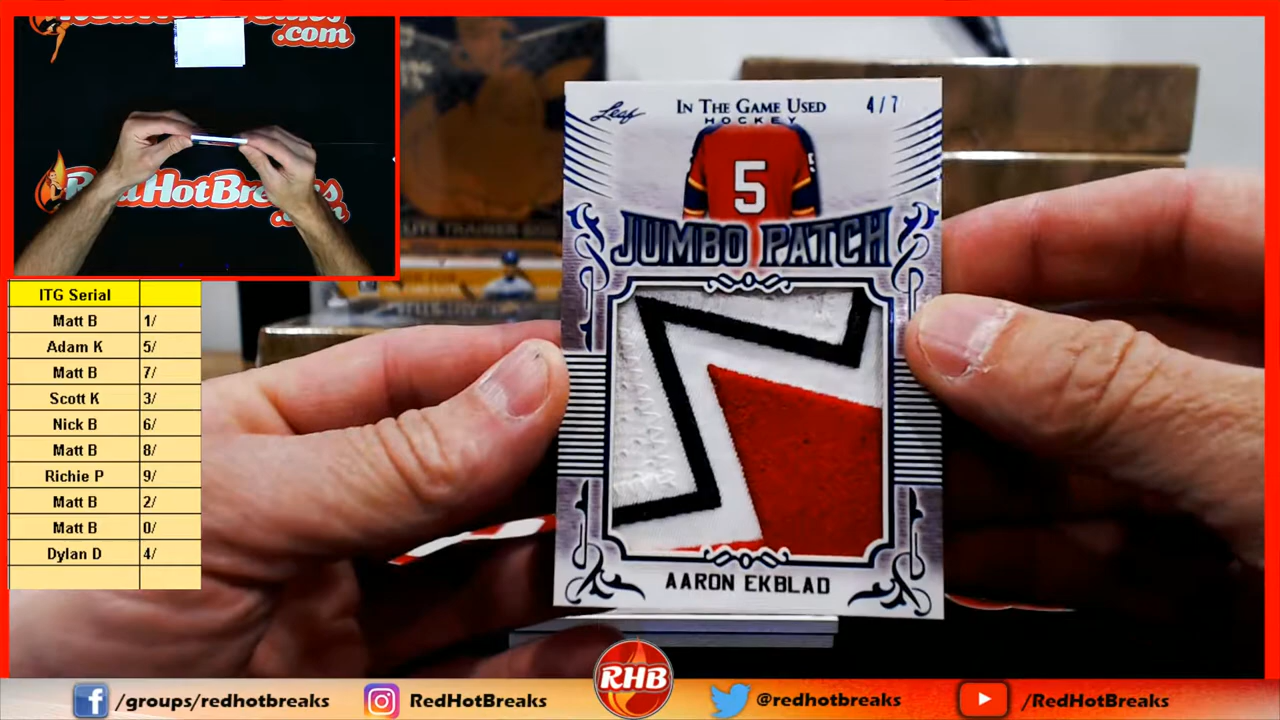 .com
RedHotBreaks
.com
ITG Serial
Matt B 1/
Adam K 5/
Matt B 7/
Scott K 3/
Nick B 6/
Matt B 8/
Richie P 9/
Matt B 2/
Matt B 0/
Dylan D 4/
Leaf
IN THE GAME USED
HOCKEY
4/7
5
JUMBO PATCH
AARON EKBLAD
RHB
/groups/redhotbreaks
RedHotBreaks
@redhotbreaks
/RedHotBreaks